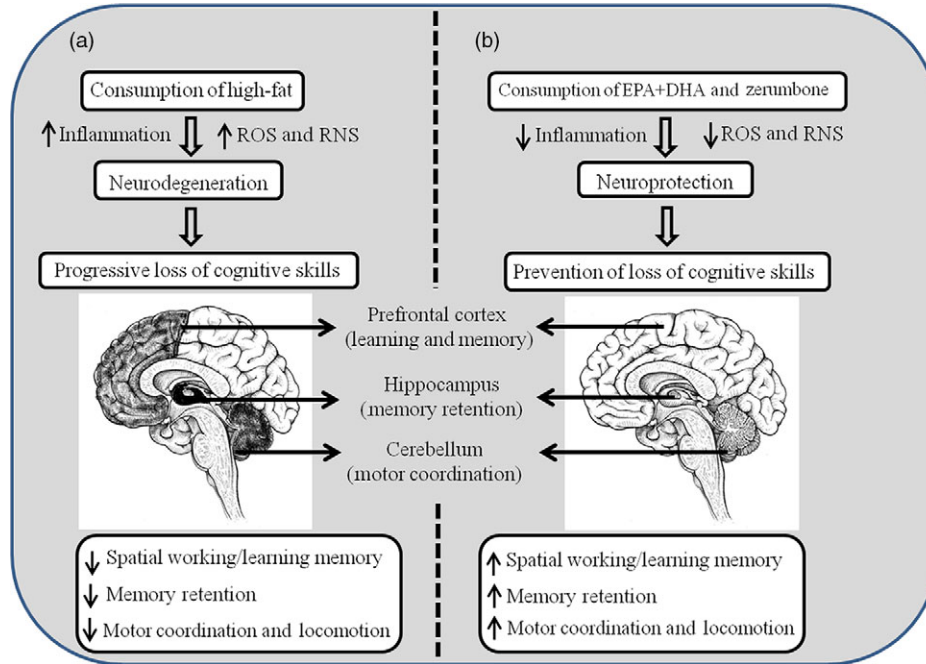 (a)
Consumption of high-fat
↑ Inflammation
↑ ROS and RNS
Neurodegeneration
Progressive loss of cognitive skills
(b)
Consumption of EPA+DHA and zerumbone
↓ Inflammation
↓ ROS and RNS
Neuroprotection
Prevention of loss of cognitive skills
Prefrontal cortex
(learning and memory)
Hippocampus
(memory retention)
Cerebellum
(motor coordination)
↓ Spatial working/learning memory
↓ Memory retention
↓ Motor coordination and locomotion
↑ Spatial working/learning memory
↑ Memory retention
↑ Motor coordination and locomotion